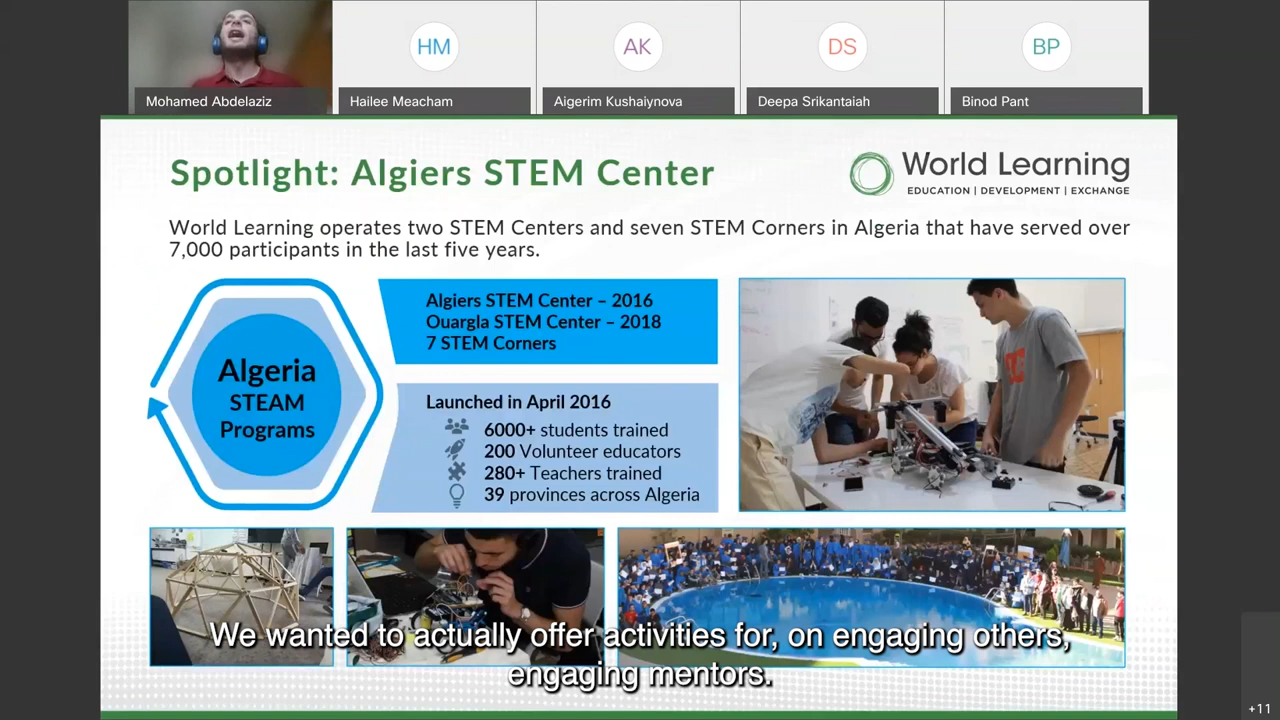 HM
AK
DS
BP
Mohamed Abdelaziz
Hailee Meacham
Aigerim Kushaiynova
Deepa Srikantaiah
Binod Pant
Spotlight: Algiers STEM Center
World Learning
EDUCATION | DEVELOPMENT | EXCHANGE
World Learning operates two STEM Centers and seven STEM Corners in Algeria that have served over
7,000 participants in the last five years.
Algeria
STEAM
Programs
Algiers STEM Center – 2016
Ouargla STEM Center – 2018
7 STEM Corners
Launched in April 2016
6000+ students trained
200 Volunteer educators
280+ Teachers trained
39 provinces across Algeria
We wanted to actually offer activities for, on engaging others,
engaging mentors.
+11